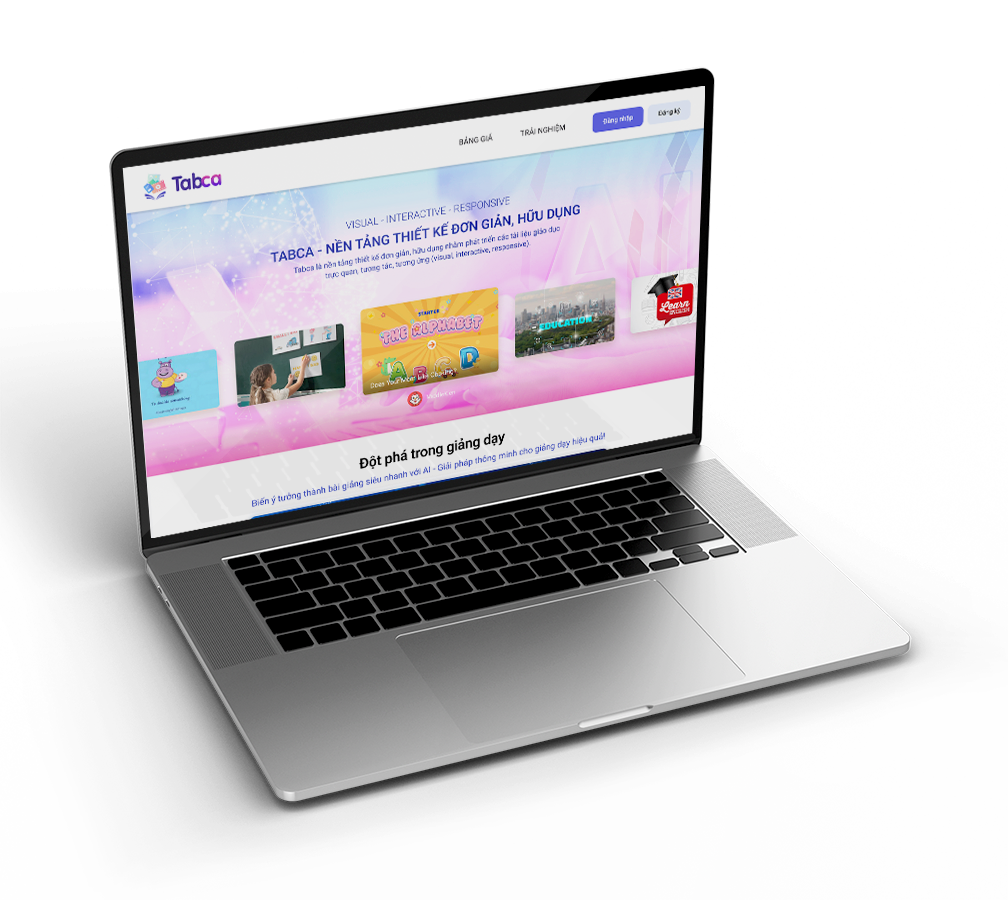 Tabca
BẢNG GIÁ
TRẢI NGHIỆM
Đăng nhập
Đăng ký
VISUAL - INTERACTIVE - RESPONSIVE
TABCA - NỀN TẢNG THIẾT KẾ ĐƠN GIẢN, HỮU DỤNG
Tabca là nền tảng thiết kế đơn giản, hữu dụng nhằm phát triển các tài liệu giáo dục
trực quan, tương tác, tương ứng (visual, interactive, responsive)
STARTER
THE ALPHABET
A B C D
EDUCATION
Learn
ENGLISH
Đột phá trong giảng dạy
Biến ý tưởng thành bài giảng siêu nhanh với AI - Giải pháp thông minh cho giảng dạy hiệu quả!